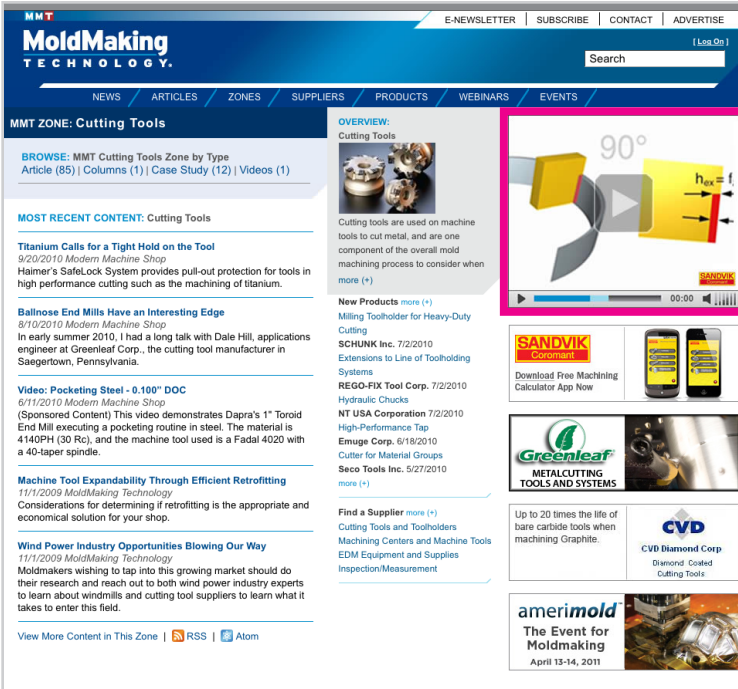 MMT
MoldMaking
TECHNOLOGY.
E-NEWSLETTER | SUBSCRIBE | CONTACT | ADVERTISE
[ Log On ]
Search
NEWS / ARTICLES / ZONES / SUPPLIERS / PRODUCTS / WEBINARS / EVENTS /
MMT ZONE: Cutting Tools
BROWSE: MMT Cutting Tools Zone by Type
Article (85) | Columns (1) | Case Study (12) | Videos (1)
MOST RECENT CONTENT: Cutting Tools
Titanium Calls for a Tight Hold on the Tool
9/20/2010 Modern Machine Shop
Haimer's SafeLock System provides pull-out protection for tools in
high performance cutting such as the machining of titanium.
Ballnose End Mills Have an Interesting Edge
8/10/2010 Modern Machine Shop
In early summer 2010, I had a long talk with Dale Hill, applications
engineer at Greenleaf Corp., the cutting tool manufacturer in
Saegertown, Pennsylvania.
Video: Pocketing Steel - 0.100" DOC
6/11/2010 Modern Machine Shop
(Sponsored Content) This video demonstrates Dapra's 1" Toroid
End Mill executing a pocketing routine in steel. The material is
4140PH (30 Rc), and the machine tool used is a Fadal 4020 with
a 40-taper spindle.
Machine Tool Expandability Through Efficient Retrofitting
11/1/2009 MoldMaking Technology
Considerations for determining if retrofitting is the appropriate and
economical solution for your shop.
Wind Power Industry Opportunities Blowing Our Way
11/1/2009 MoldMaking Technology
Moldmakers wishing to tap into this growing market should do
their research and reach out to both wind power industry experts
to learn about windmills and cutting tool suppliers to learn what it
takes to enter this field.
View More Content in This Zone | RSS | Atom
OVERVIEW:
Cutting Tools
Cutting tools are used on machine
tools to cut metal, and are one
component of the overall mold
machining process to consider when
more (+)
New Products more (+)
Milling Toolholder for Heavy-Duty
Cutting
SCHUNK Inc. 7/2/2010
Extensions to Line of Toolholding
Systems
REGO-FIX Tool Corp. 7/2/2010
Hydraulic Chucks
NT USA Corporation 7/2/2010
High-Performance Tap
Emuge Corp. 6/18/2010
Cutter for Material Groups
Seco Tools Inc. 5/27/2010
more (+)
Find a Supplier more (+)
Cutting Tools and Toolholders
Machining Centers and Machine Tools
EDM Equipment and Supplies
Inspection/Measurement
90°
hex = f
SANDVIK
Coromant
00:00
SANDVIK
Coromant
Download Free Machining
Calculator App Now
Greenleaf
METALCUTTING
TOOLS AND SYSTEMS
Up to 20 times the life of
bare carbide tools when
machining Graphite.
CVD
CVD Diamond Corp
Diamond Coated
Cutting Tools
amerimold
The Event for
Moldmaking
April 13-14, 2011